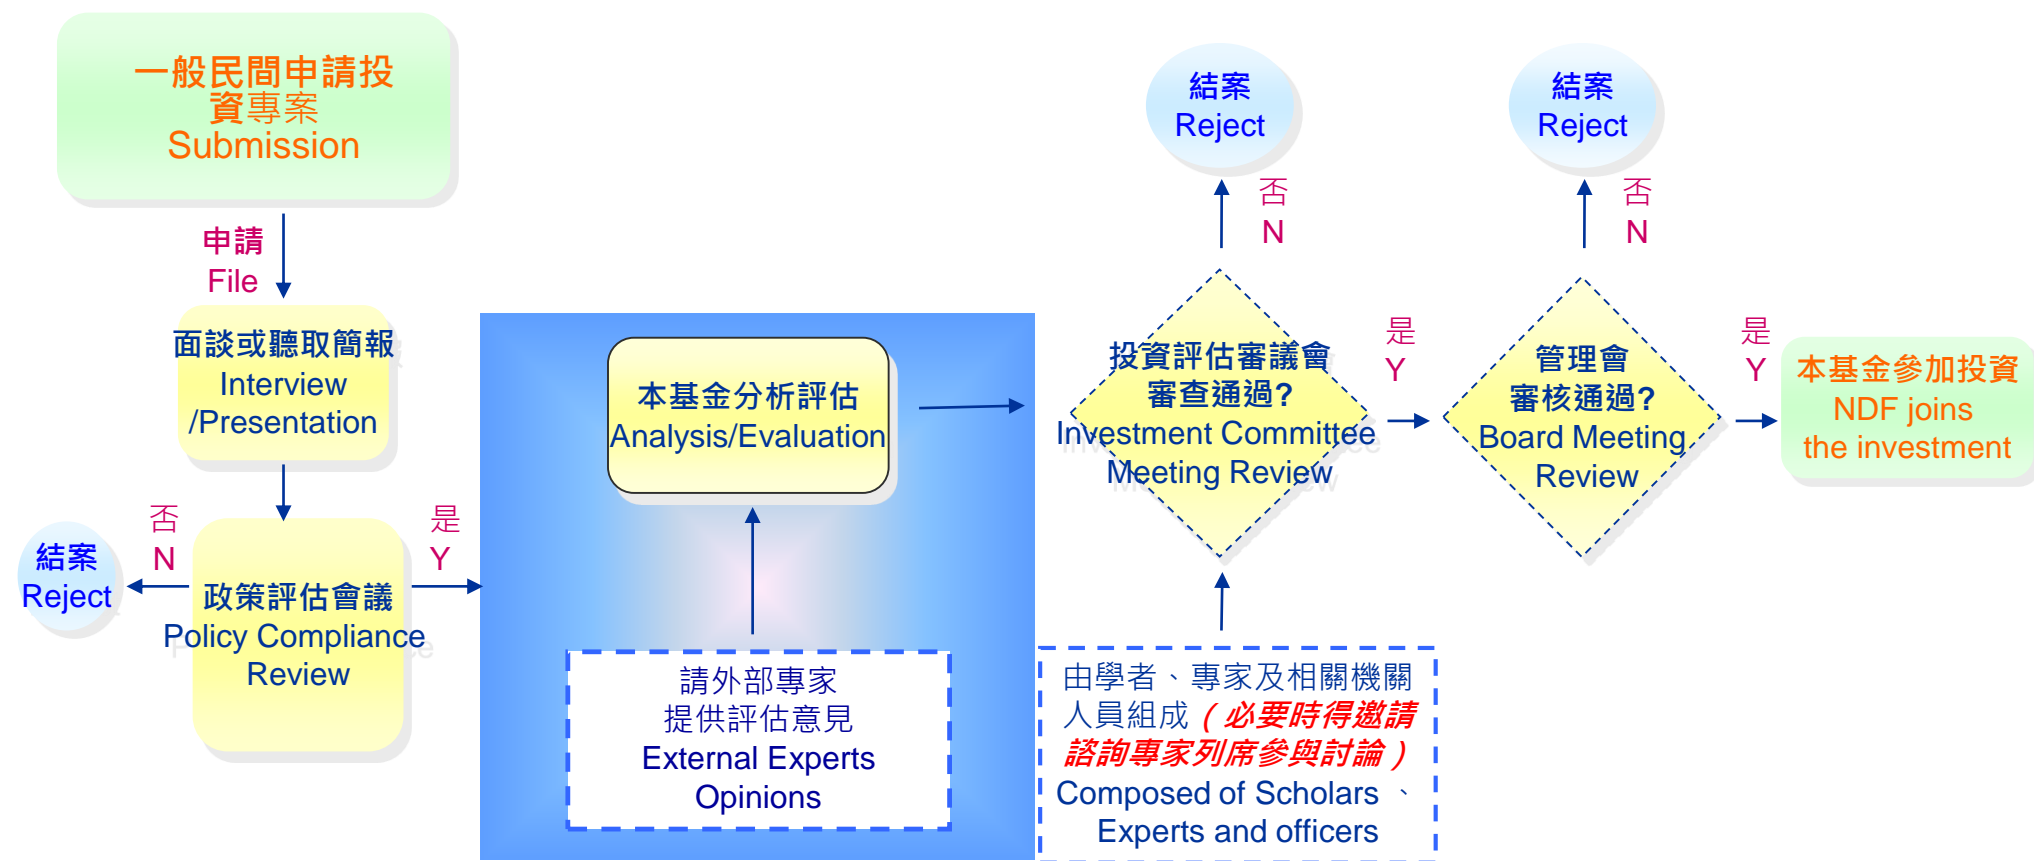 一般民間申請投
資專案
Submission
申請
File
面談或聽取簡報
Interview
/Presentation
否
N
是
Y
結案
Reject
政策評估會議
Policy Compliance
Review
本基金分析評估
Analysis/Evaluation
請外部專家
提供評估意見
External Experts
Opinions
結案
Reject
否
N
投資評估審議會
審查通過?
Investment Committee
Meeting Review
是
Y
由學者、專家及相關機關
人員組成（必要時得邀請
諮詢專家列席參與討論）
Composed of Scholars 、
Experts and officers
結案
Reject
否
N
管理會
審核通過?
Board Meeting
Review
是
Y
本基金參加投資
NDF joins
the investment